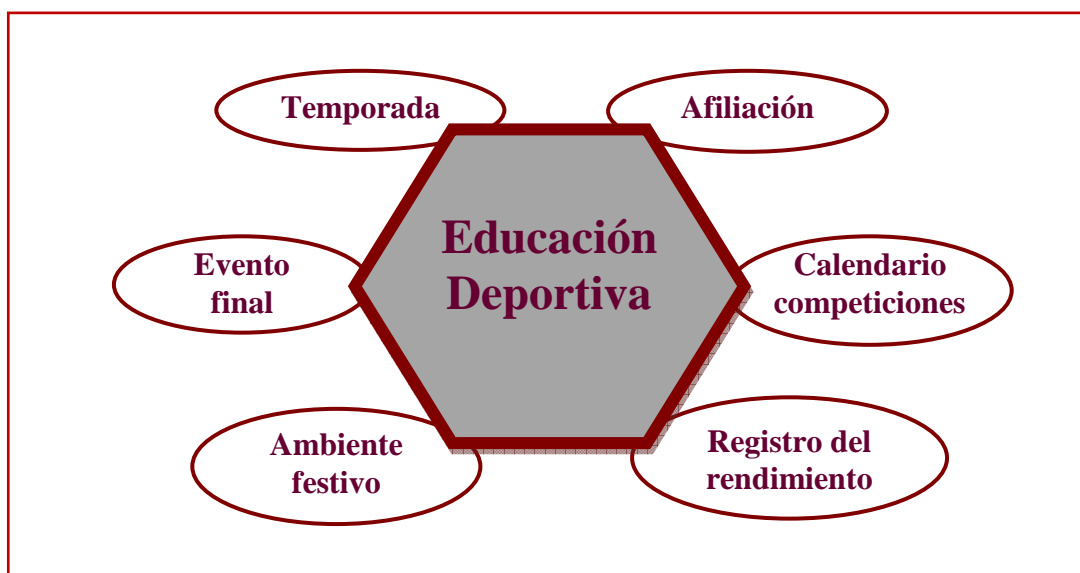 Temporada
Afiliación
Educación
Deportiva
Evento
final
Calendario
competiciones
Ambiente
festivo
Registro del
rendimiento